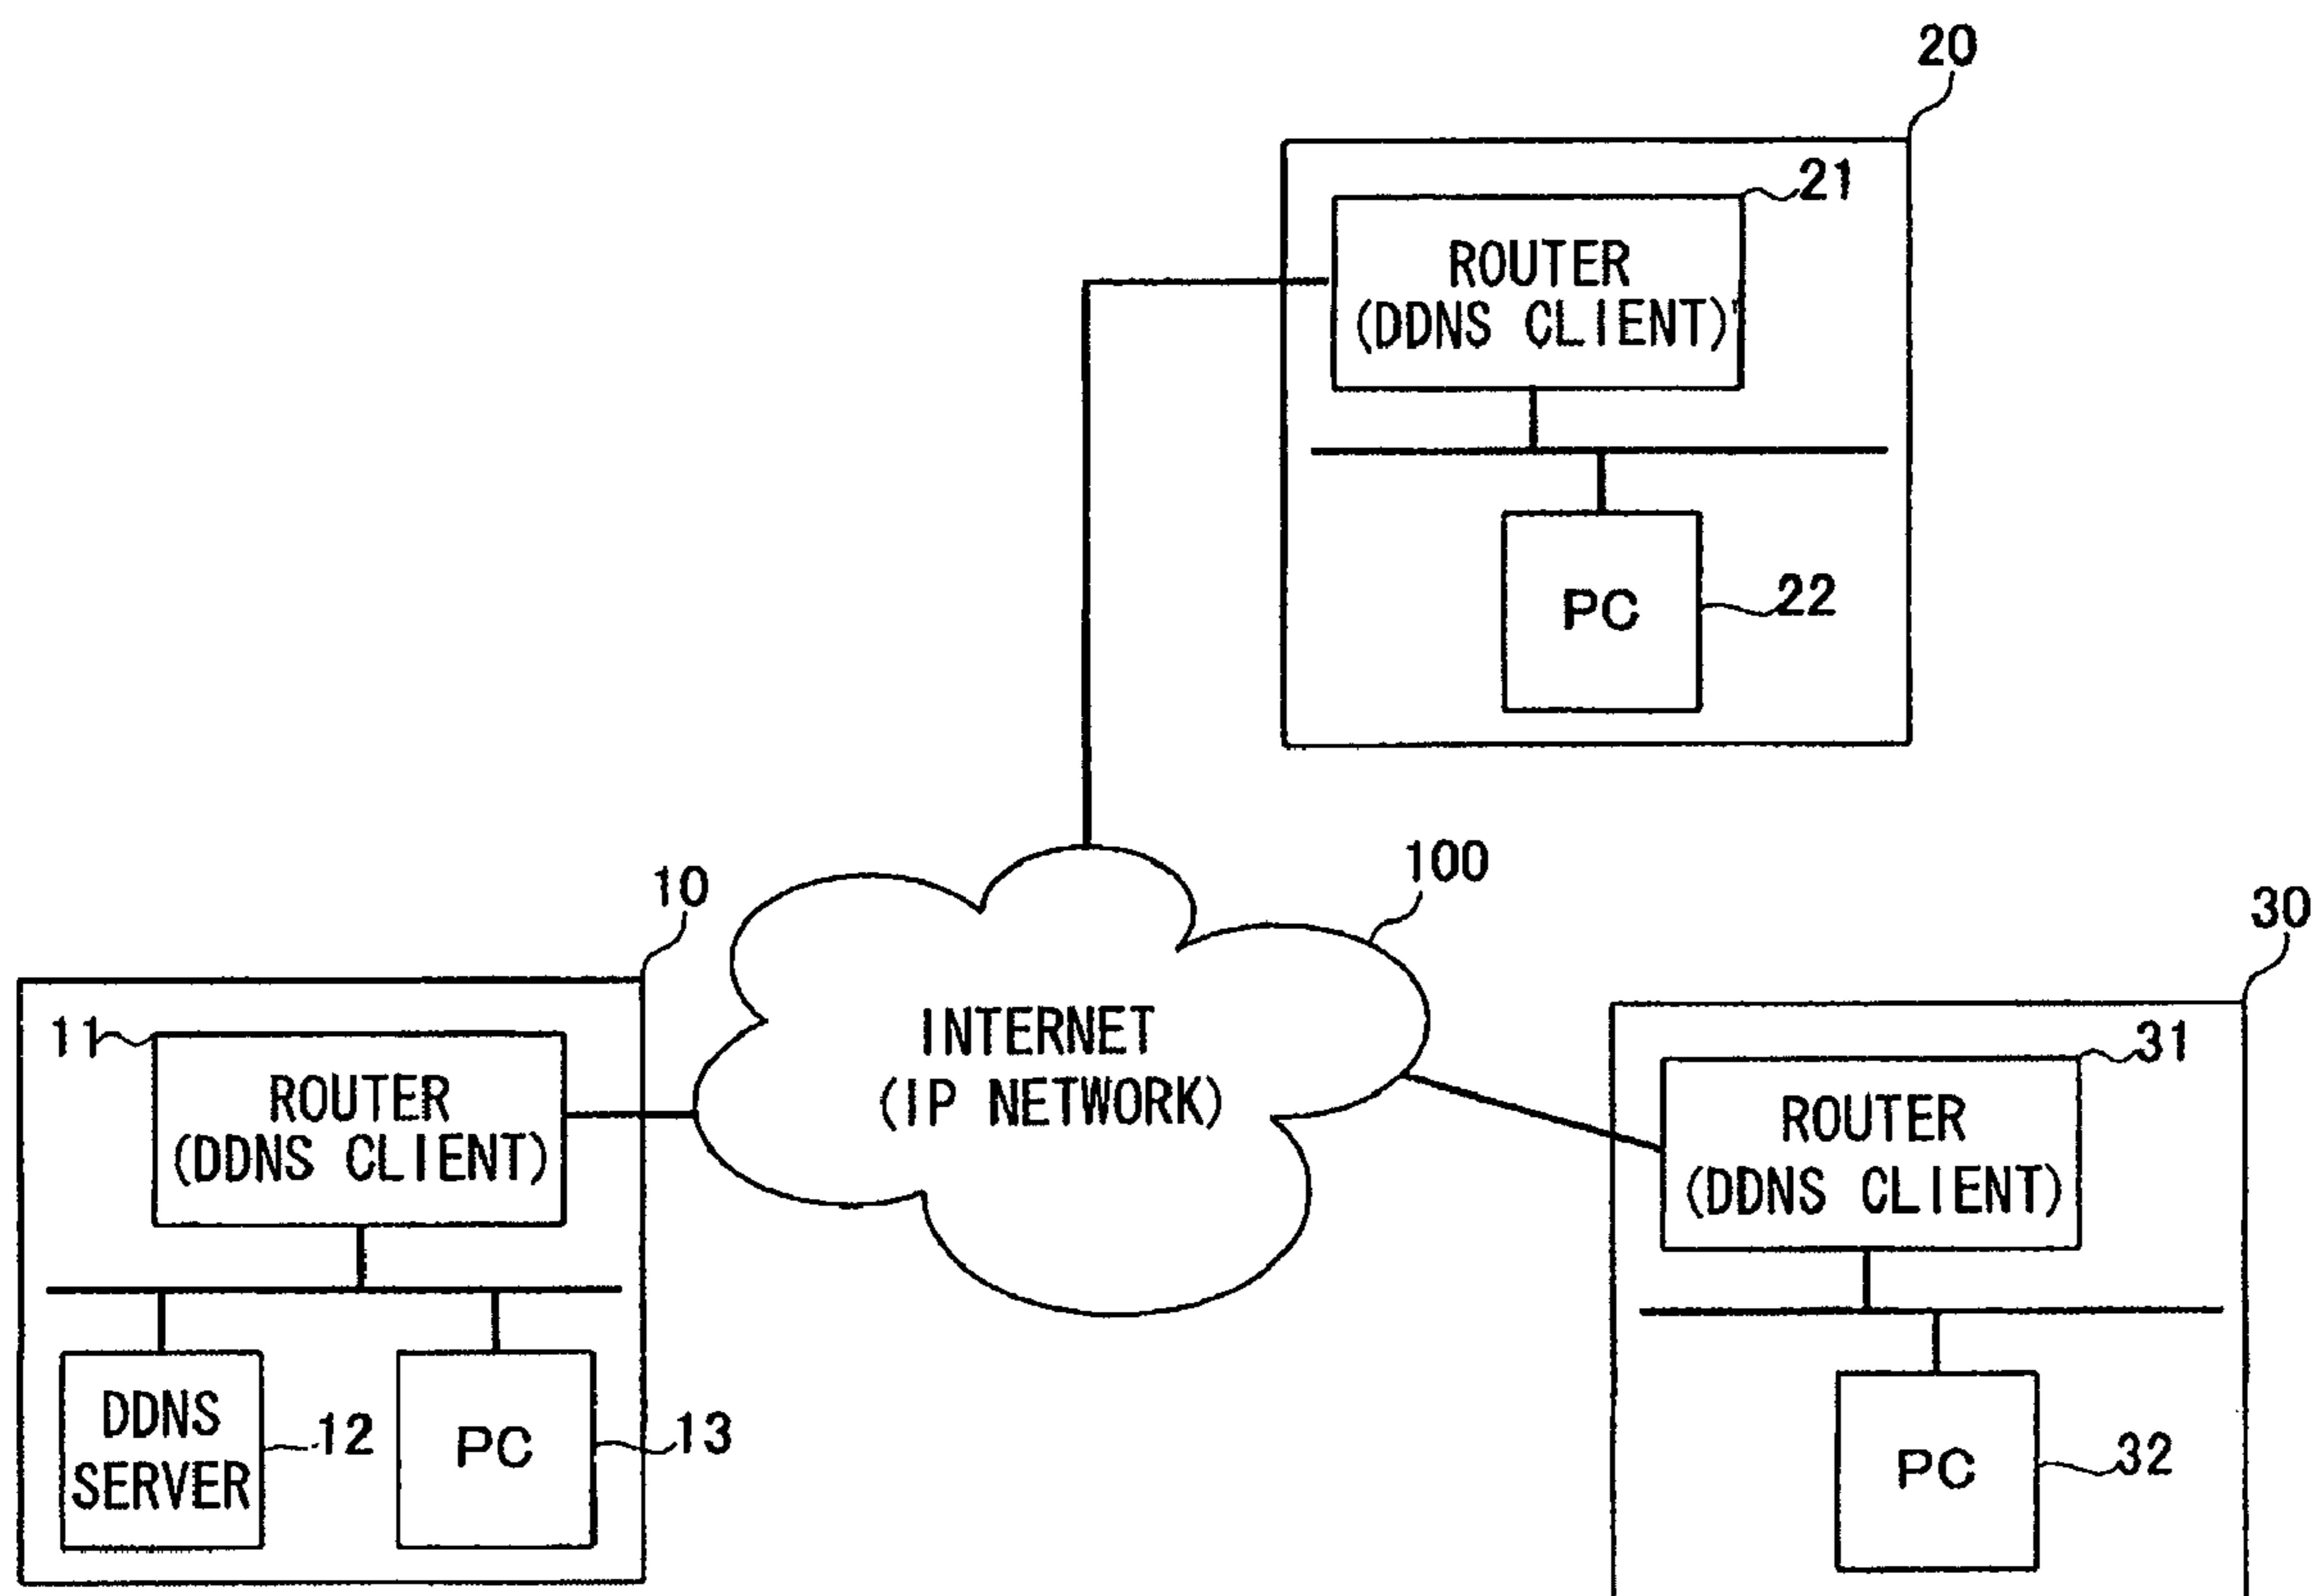 20
21
ROUTER
(DDNS CLIENT)
PC
22
100
INTERNET
(IP NETWORK)
10
11
ROUTER
(DDNS CLIENT)
DDNS
SERVER
12
PC
13
30
31
ROUTER
(DDNS CLIENT)
PC
32